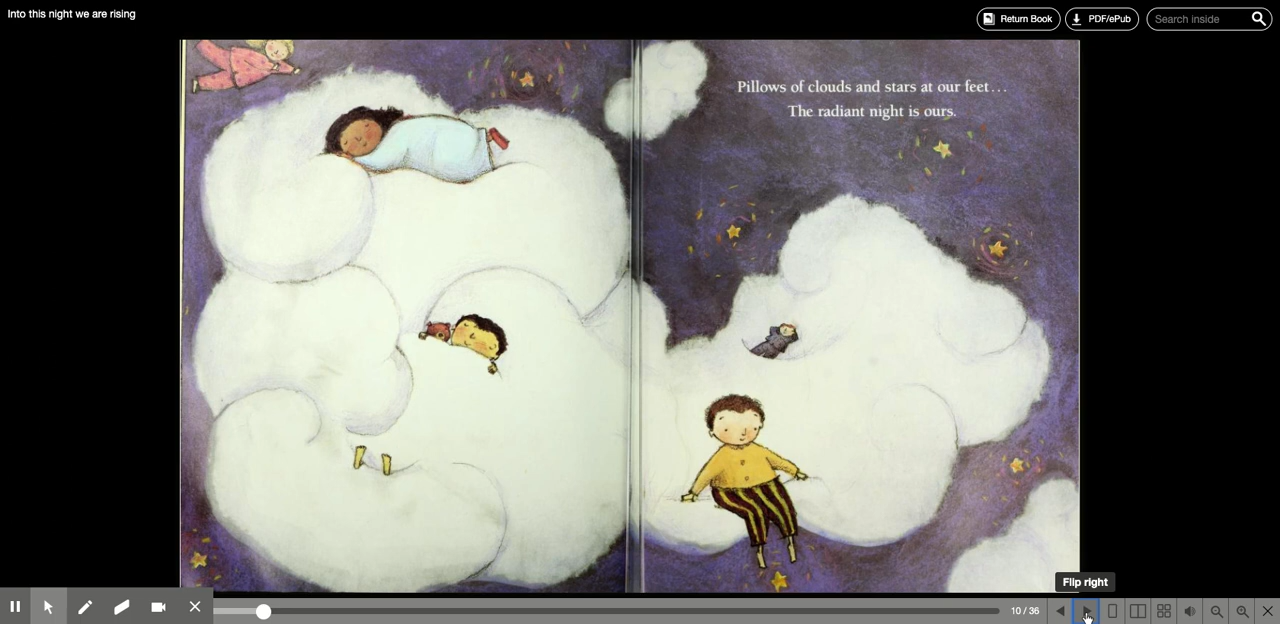 Into this night we are rising
Return Book
PDF/ePub
Search inside
Pillows of clouds and stars at our feet...
The radiant night is ours.
Flip right
10 / 36